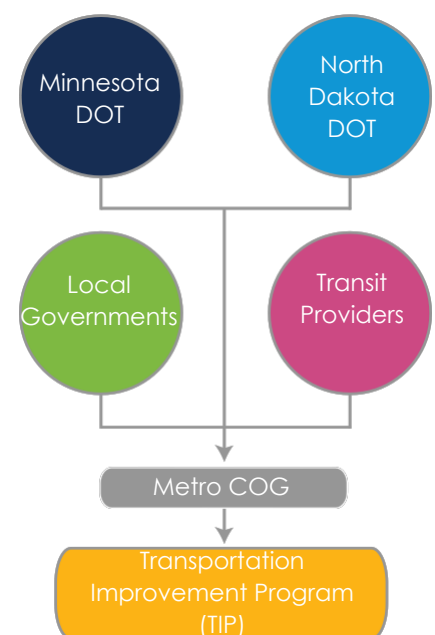 Minnesota
DOT
North
Dakota
DOT
Local
Governments
Transit
Providers
Metro COG
Transportation
Improvement Program
(TIP)